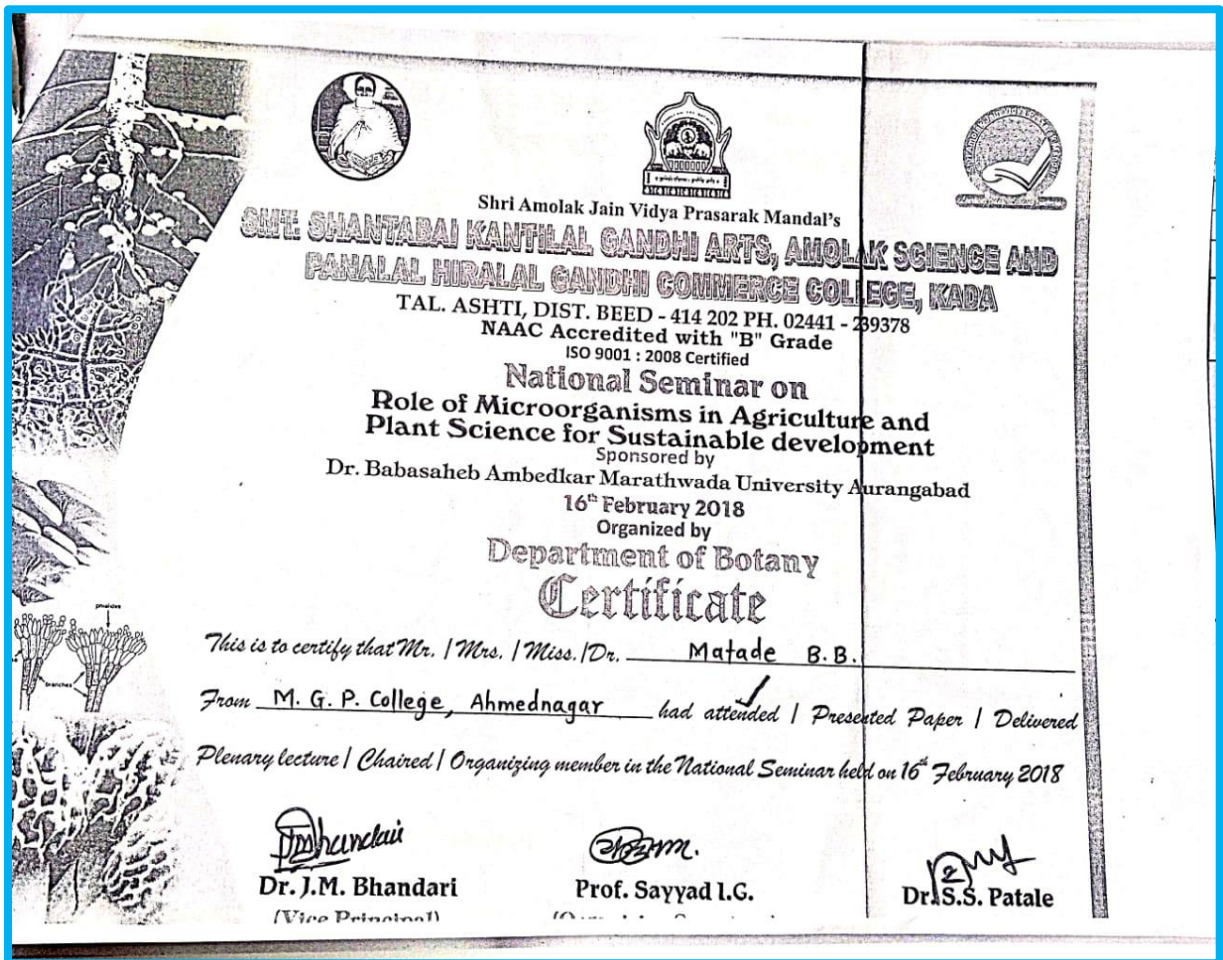 Shri Amolak Jain Vidya Prasarak Mandal's
SMT. SHANTABAI KANTILAL GANDHI ARTS, AMOLAK SCIENCE AND
PANALAL HIRALAL GANDHI COMMERCE COLLEGE, KADA
TAL. ASHTI, DIST. BEED - 414 202 PH. 02441 - 239378
NAAC Accredited with "B" Grade
ISO 9001 : 2008 Certified
National Seminar on
Role of Microorganisms in Agriculture and
Plant Science for Sustainable development
Sponsored by
Dr. Babasaheb Ambedkar Marathwada University Aurangabad
16th February 2018
Organized by
Department of Botany
Certificate
phialides
branches
This is to certify that Mr. / Mrs. / Miss. / Dr. Matade B.B.
From M. G. P. College, Ahmednagar had attended / Presented Paper / Delivered
Plenary lecture / Chaired / Organizing member in the National Seminar held on 16th February 2018
Dr. J.M. Bhandari
Prof. Sayyad I.G.
Dr. S.S. Patale
(Vice Principal)